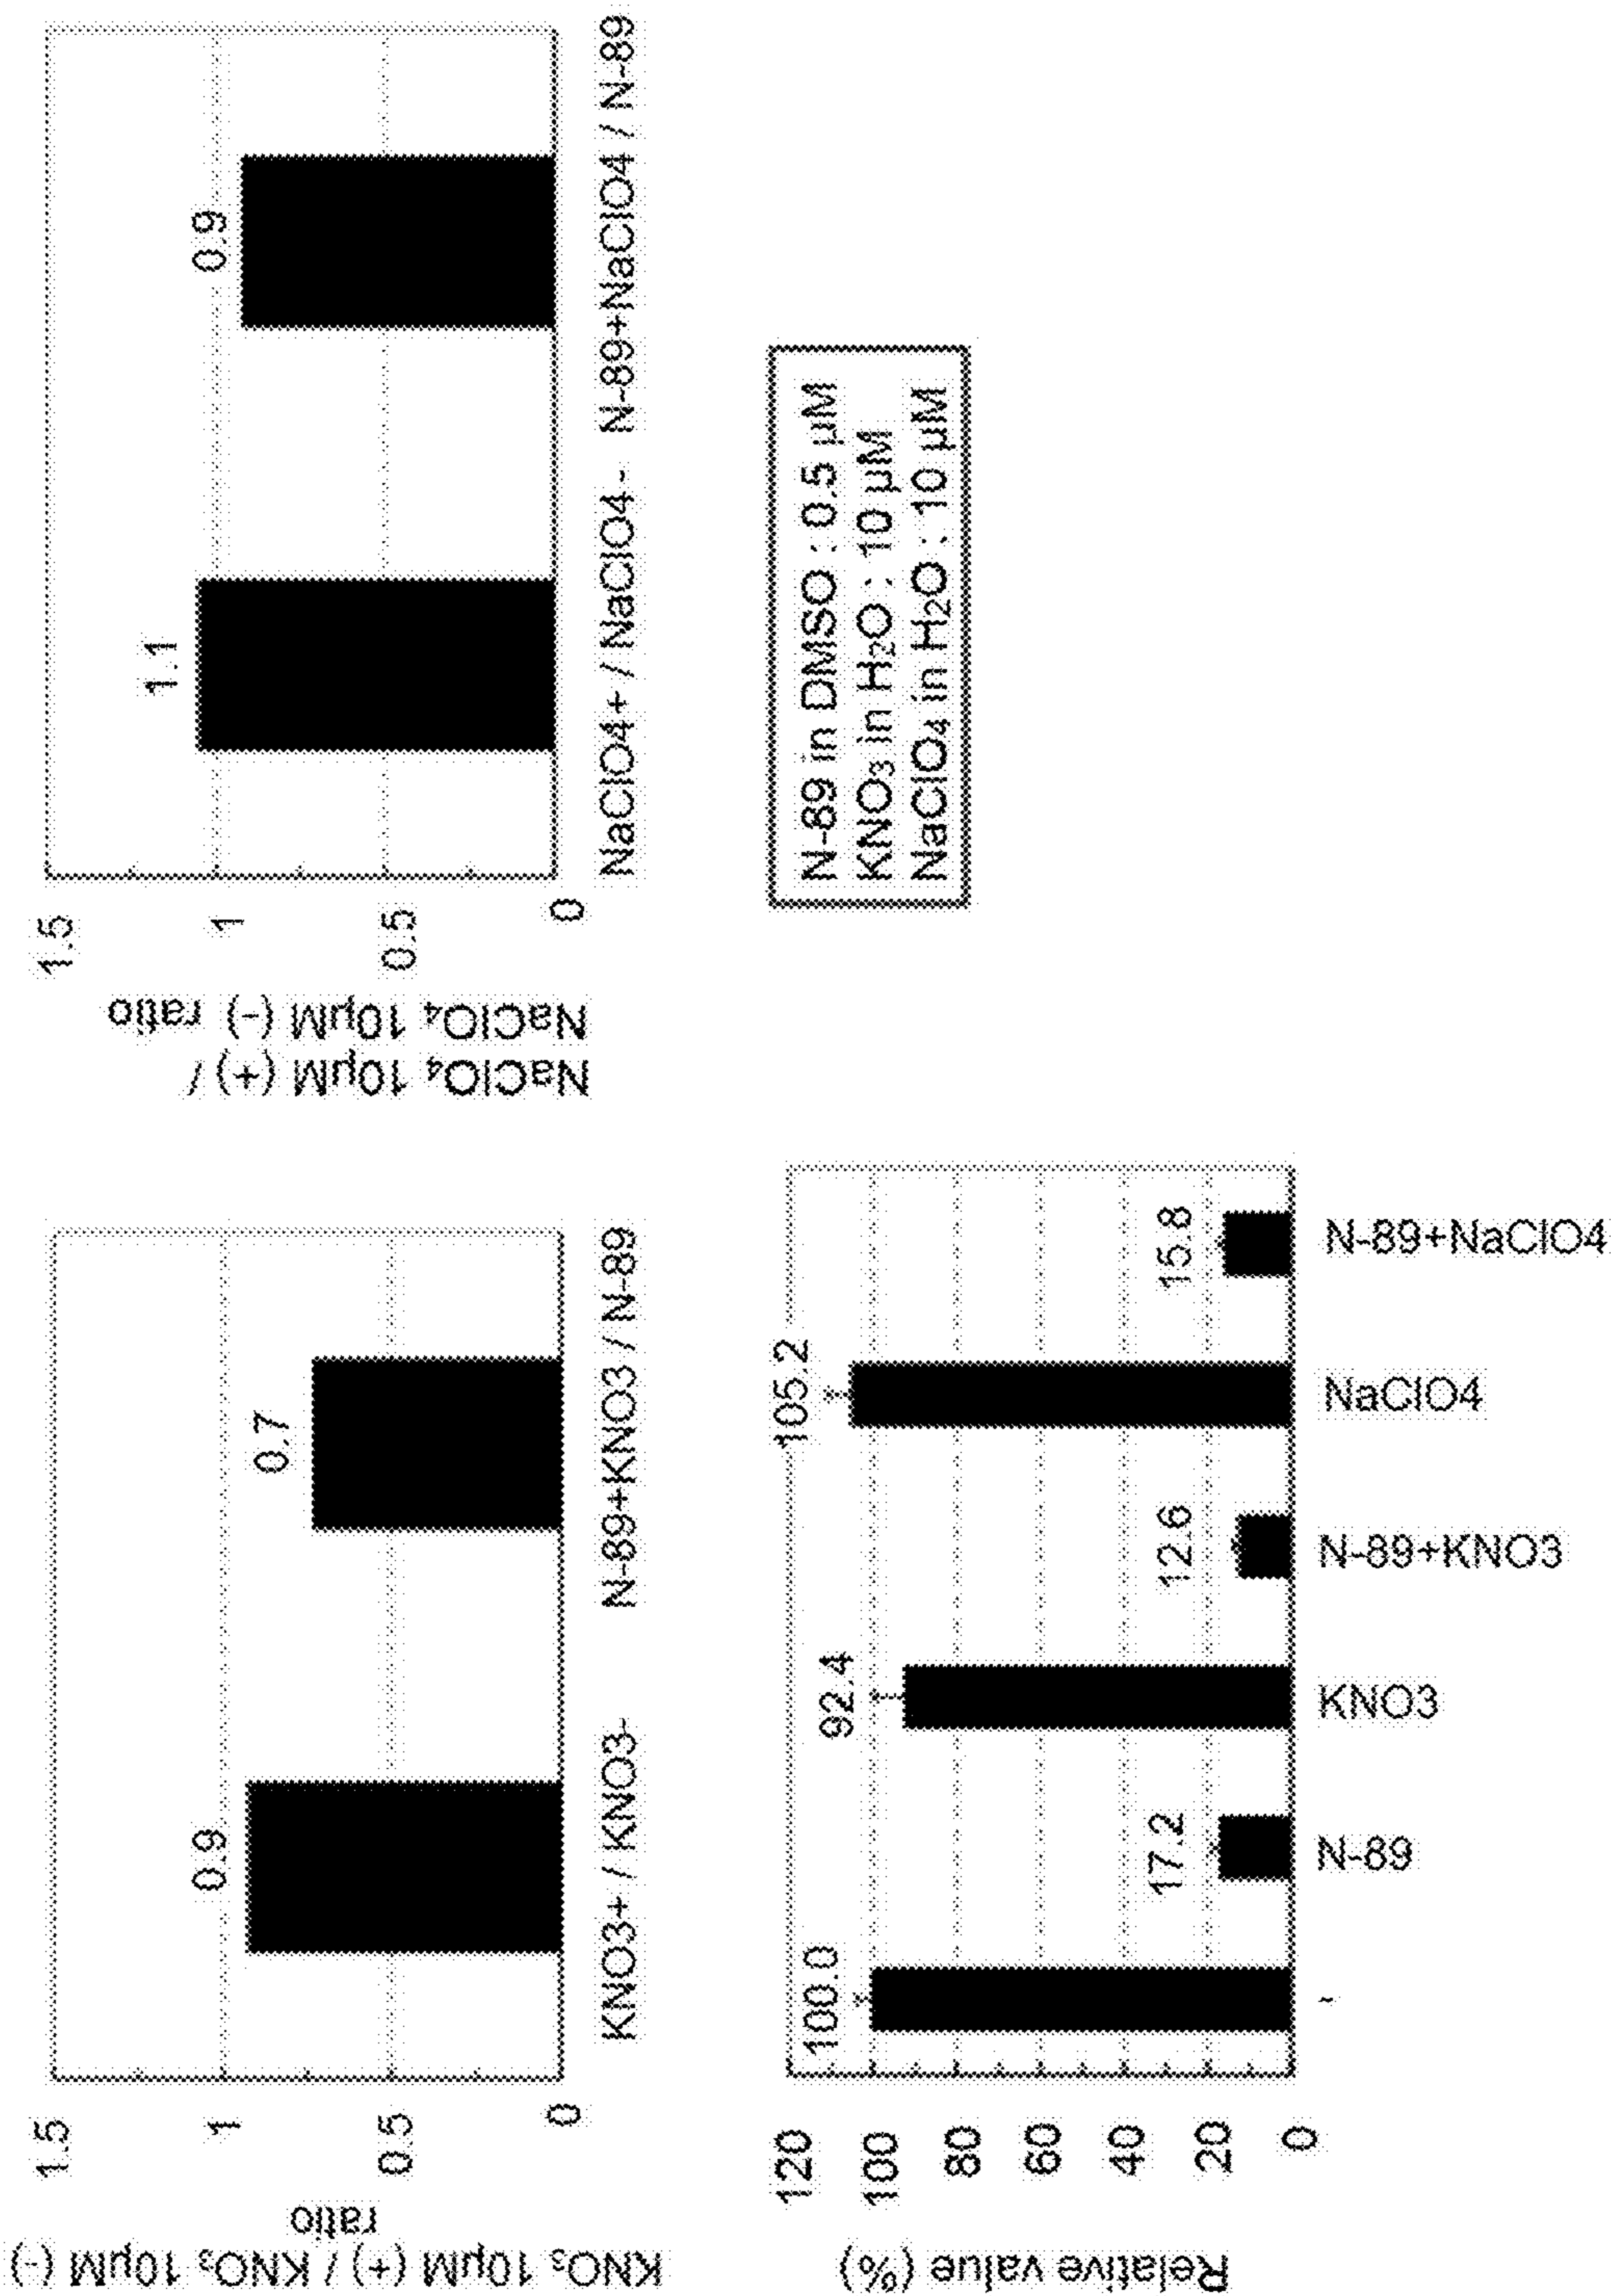 KNO₃ 10µM (+) / KNO₃ 10µM (-)
ratio
1.5
1
0.5
0
0.9
0.7
KNO3+ / KNO3-
N-89+KNO3 / N-89
NaClO₄ 10µM (+) /
NaClO₄ 10µM (-) ratio
1.5
1
0.5
0
1.1
0.9
NaClO4+ / NaClO4 -
N-89+NaClO4 / N-89
Relative value (%)
120
100
80
60
40
20
0
100.0
17.2
92.4
12.6
105.2
15.8
-
N-89
KNO3
N-89+KNO3
NaClO4
N-89+NaClO4
N-89 in DMSO : 0.5 µM
KNO₃ in H₂O : 10 µM
NaClO₄ in H₂O : 10 µM